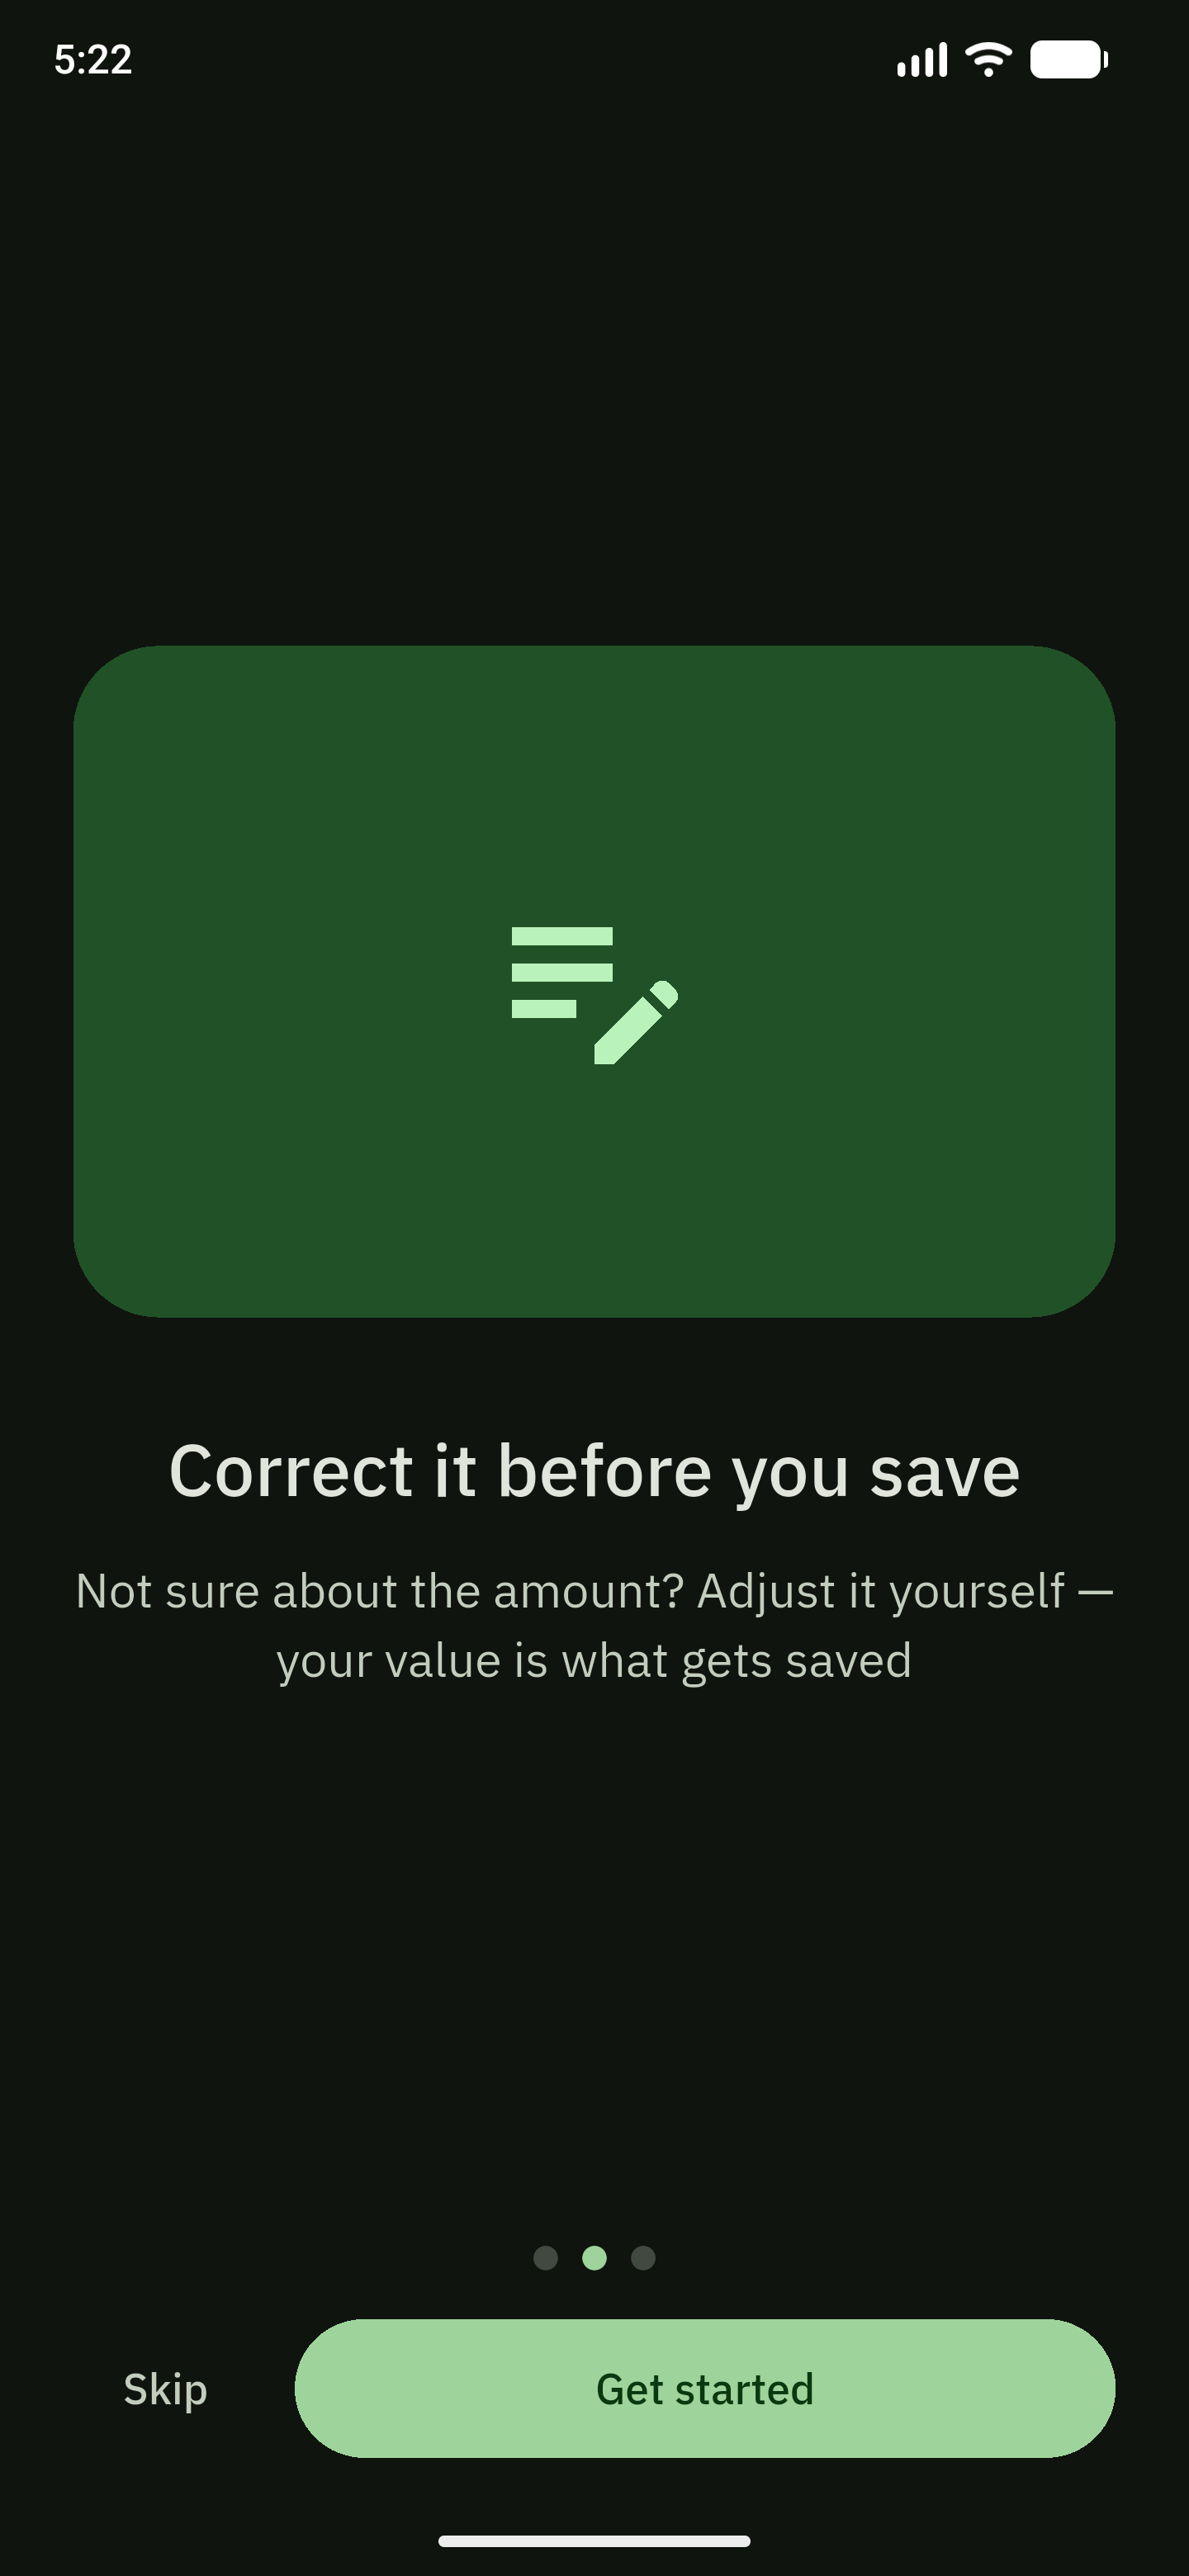 5:22
Correct it before you save
Not sure about the amount? Adjust it yourself —
your value is what gets saved
Skip
Get started